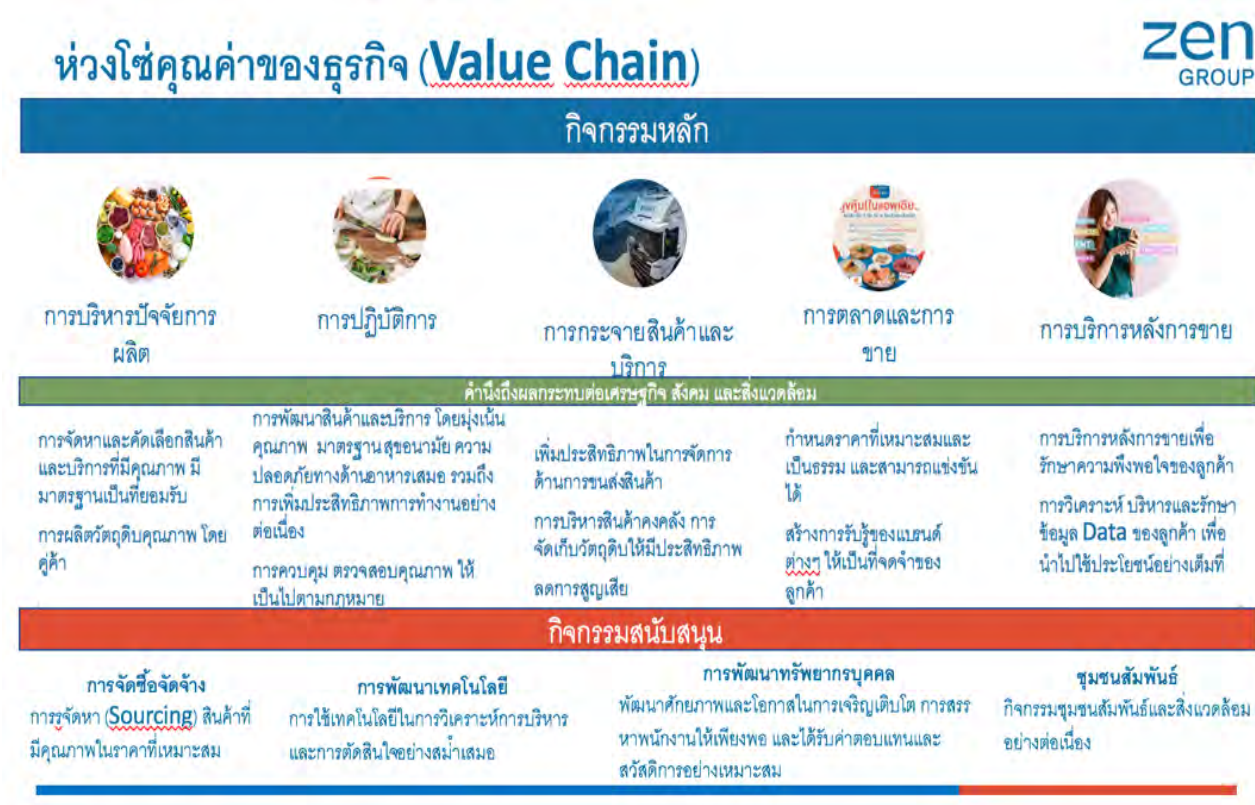 ห่วงโซ่คุณค่าของธุรกิจ (Value Chain)
zen
GROUP
กิจกรรมหลัก
การบริหารปัจจัยการ
ผลิต
การปฏิบัติการ
การกระจายสินค้าและ
บริการ
การตลาดและการ
ขาย
การบริการหลังการขาย
คำนึงถึงผลกระทบต่อเศรษฐกิจ สังคม และสิ่งแวดล้อม
การจัดหาและคัดเลือกสินค้า
และบริการที่มีคุณภาพ มี
มาตรฐานเป็นที่ยอมรับ
การผลิตวัตถุดิบคุณภาพ โดย
คู่ค้า
การพัฒนาสินค้าและบริการ โดยมุ่งเน้น
คุณภาพ มาตรฐาน สุขอนามัย ความ
ปลอดภัยทางด้านอาหารเสมอ รวมถึง
การเพิ่มประสิทธิภาพการทำงานอย่าง
ต่อเนื่อง
การควบคุม ตรวจสอบคุณภาพ ให้
เป็นไปตามกฎหมาย
เพิ่มประสิทธิภาพในการจัดการ
ด้านการขนส่งสินค้า
การบริหารสินค้าคงคลัง การ
จัดเก็บวัตถุดิบให้มีประสิทธิภาพ
ลดการสูญเสีย
กำหนดราคาที่เหมาะสมและ
เป็นธรรม และสามารถแข่งขัน
ได้
สร้างการรับรู้ของแบรนด์
ต่างๆ ให้เป็นที่จดจำของ
ลูกค้า
การบริการหลังการขายเพื่อ
รักษาความพึงพอใจของลูกค้า
การวิเคราะห์ บริหารและรักษา
ข้อมูล Data ของลูกค้า เพื่อ
นำไปใช้ประโยชน์อย่างเต็มที่
กิจกรรมสนับสนุน
การจัดซื้อจัดจ้าง
การรูจัดหา (Sourcing) สินค้าที่
มีคุณภาพในราคาที่เหมาะสม
การพัฒนาเทคโนโลยี
การใช้เทคโนโลยีในการวิเคราะห์การบริหาร
และการตัดสินใจอย่างสม่ำเสมอ
การพัฒนาทรัพยากรบุคคล
พัฒนาศักยภาพและโอกาสในการเจริญเติบโต การสรร
หาพนักงานให้เพียงพอ และได้รับค่าตอบแทนและ
สวัสดิการอย่างเหมาะสม
ชุมชนสัมพันธ์
กิจกรรมชุมชนสัมพันธ์และสิ่งแวดล้อม
อย่างต่อเนื่อง